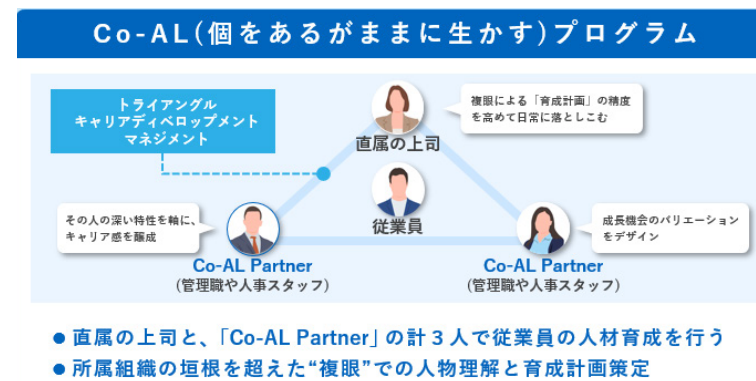 Co-AL(個をあるがままに生かす)プログラム
トライアングル
キャリアディベロップメント
マネジメント
複眼による「育成計画」の精度
を高めて日常に落としこむ
直属の上司
その人の深い特性を軸に、
キャリア感を醸成
従業員
成長機会のバリエーション
をデザイン
Co-AL Partner
(管理職や人事スタッフ)
Co-AL Partner
(管理職や人事スタッフ)
● 直属の上司と、「Co-AL Partner」の計3人で従業員の人材育成を行う
● 所属組織の垣根を超えた“複眼”での人物理解と育成計画策定